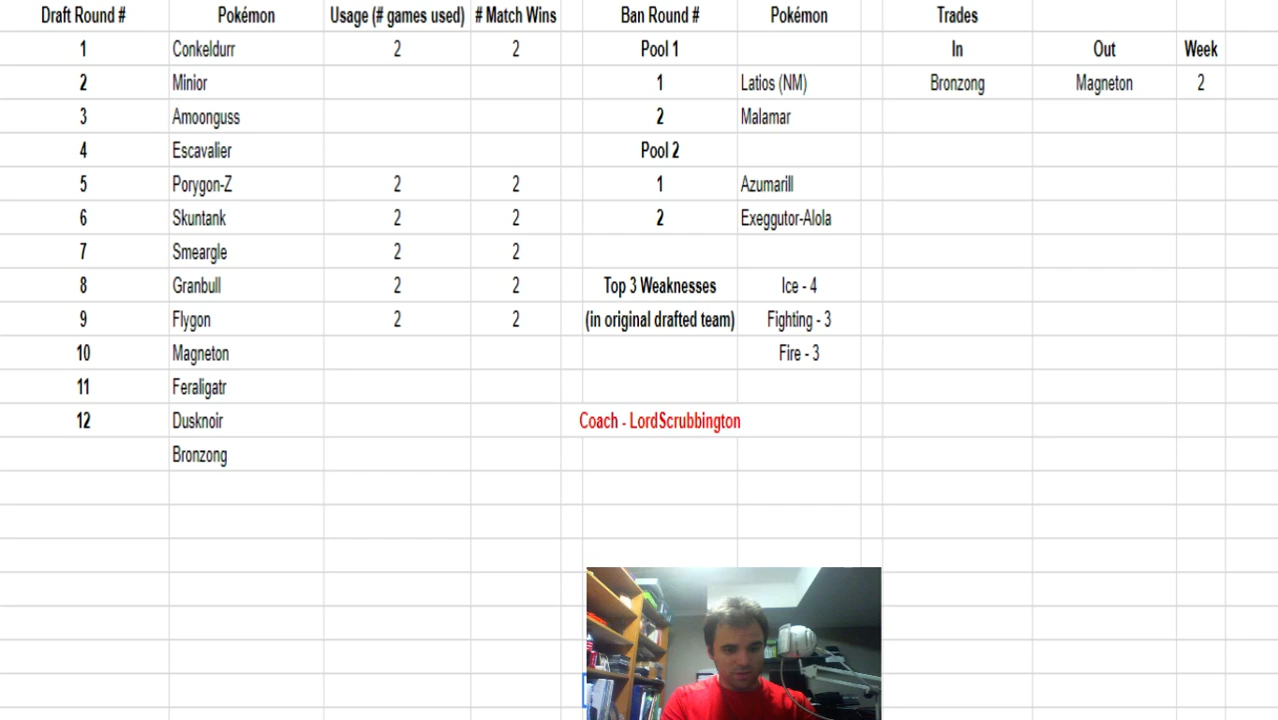 Draft Round # Pokémon Usage (# games used) # Match Wins Ban Round # Pokémon Trades
1 Conkeldurr 2 2 Pool 1 In Out Week
2 Minior 1 Latios (NM) Bronzong Magneton 2
3 Amoonguss 2 Malamar
4 Escavalier Pool 2
5 Porygon-Z 2 2 1 Azumarill
6 Skuntank 2 2 2 Exeggutor-Alola
7 Smeargle 2 2
8 Granbull 2 2 Top 3 Weaknesses Ice - 4
9 Flygon 2 2 (in original drafted team) Fighting - 3
10 Magneton Fire - 3
11 Feraligatr
12 Dusknoir Coach - LordScrubbington
Bronzong